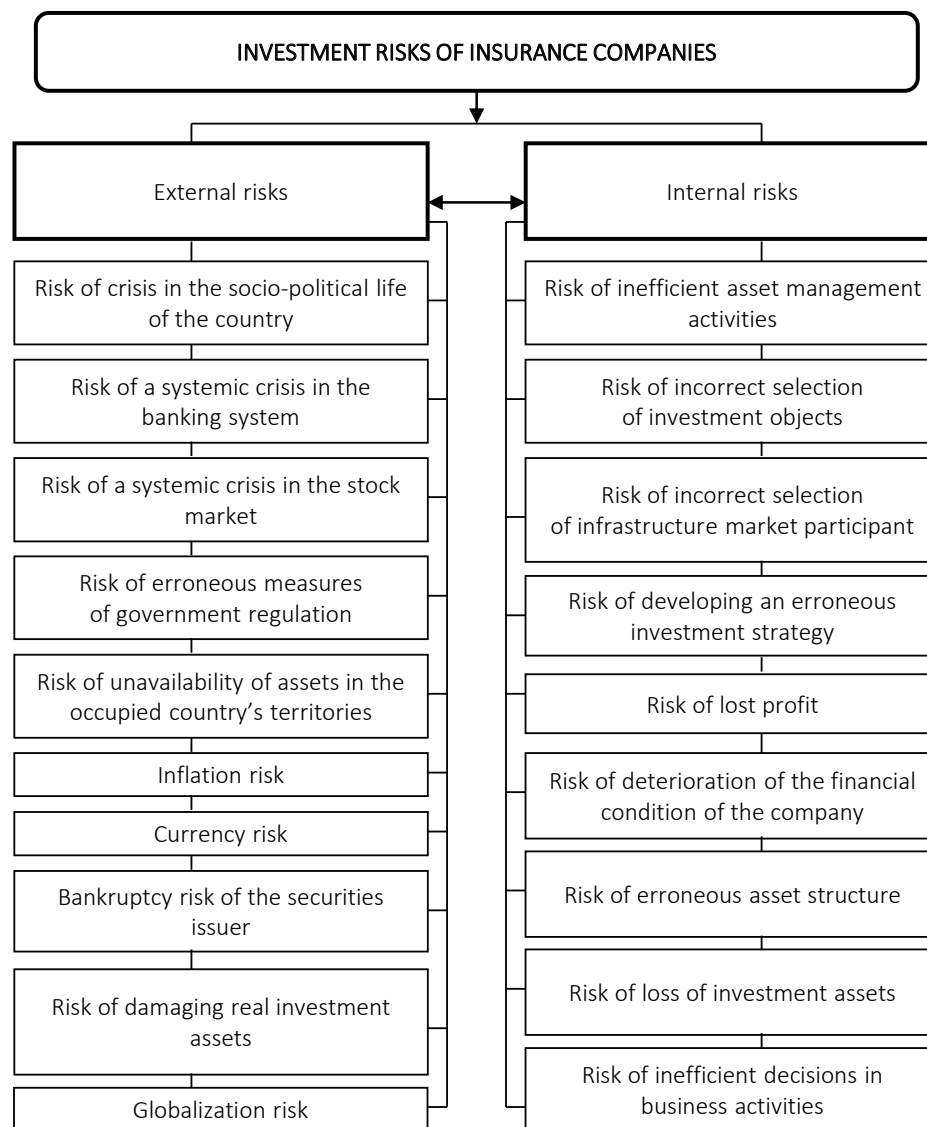 INVESTMENT RISKS OF INSURANCE COMPANIES
External risks
Risk of crisis in the socio-political life
of the country
Risk of a systemic crisis in the
banking system
Risk of a systemic crisis in the stock
market
Risk of erroneous measures
of government regulation
Risk of unavailability of assets in the
occupied country’s territories
Inflation risk
Currency risk
Bankruptcy risk of the securities
issuer
Risk of damaging real investment
assets
Globalization risk
Internal risks
Risk of inefficient asset management
activities
Risk of incorrect selection
of investment objects
Risk of incorrect selection
of infrastructure market participant
Risk of developing an erroneous
investment strategy
Risk of lost profit
Risk of deterioration of the financial
condition of the company
Risk of erroneous asset structure
Risk of loss of investment assets
Risk of inefficient decisions in
business activities